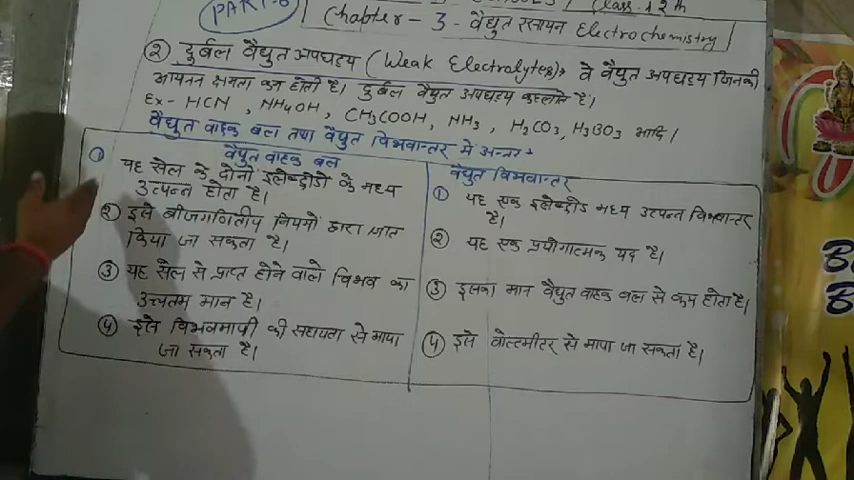 PART-6
Class-12th
Chapter - 3 - वैद्युत रसायन Electrochemistry
② दुर्बल वैद्युत अपघट्य (Weak Electrolytes)→ वे वैद्युत अपघट्य जिनकी
आयनन क्षमता कम होती है। दुर्बल वैद्युत अपघट्य कहलाते हैं।
Ex- HCN, NH4OH, CH3COOH, NH3, H2CO3, H3BO3 आदि।
वैद्युत वाहक बल तथा वैद्युत विभवान्तर में अन्तर→
वैद्युत वाहक बल
① यह सेल के दोनों इलेक्ट्रोडो के मध्य
उत्पन्न होता है।
② इसे बीजगणितीय नियमों द्वारा ज्ञात
किया जा सकता है।
③ यह सेल से प्राप्त होने वाले विभव का
उच्चतम मान है।
④ इसे विभवमापी की सहायता से मापा
जा सकता है।
वैद्युत विभवान्तर
① यह एक इलेक्ट्रोड मध्य उत्पन्न विभवान्तर
है।
② यह एक प्रयोगात्मक पद है।
③ इसका मान वैद्युत वाहक बल से कम होता है।
④ इसे वोल्टमीटर से मापा जा सकता है।